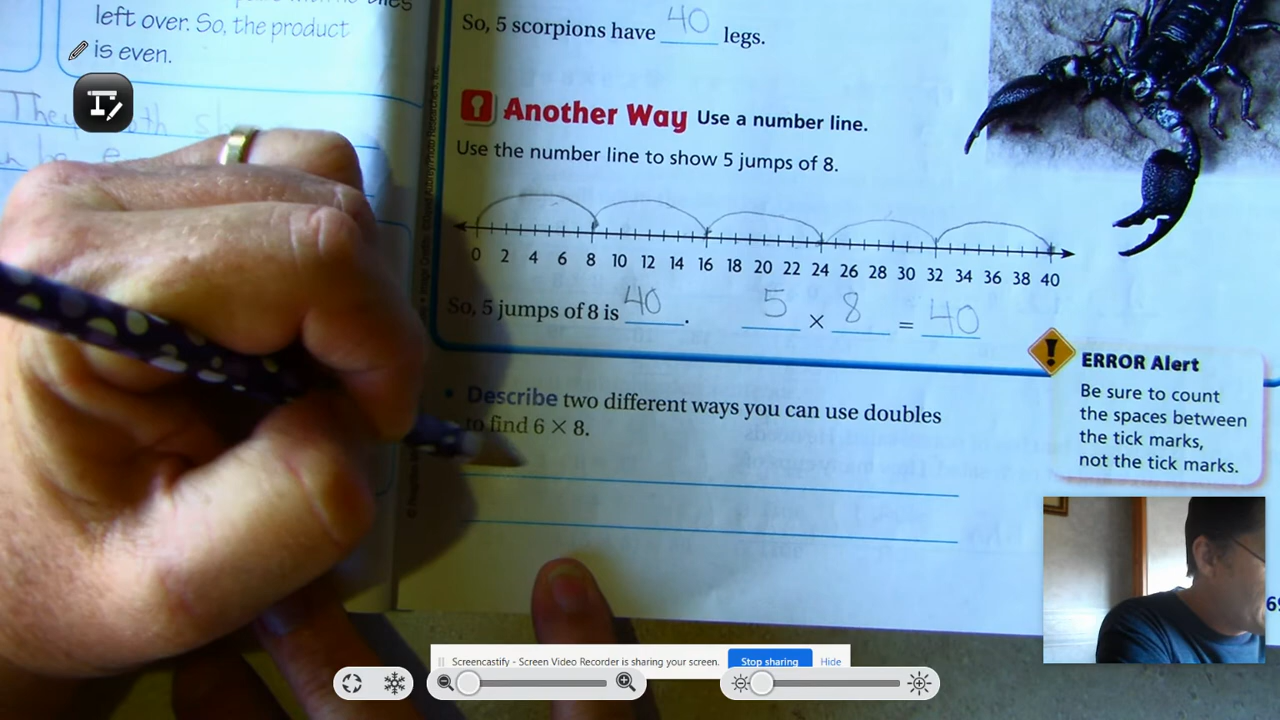 left over. So, the product
is even.
They both
So, 5 scorpions have 40 legs.
Another Way Use a number line.
Use the number line to show 5 jumps of 8.
0 2 4 6 8 10 12 14 16 18 20 22 24 26 28 30 32 34 36 38 40
So, 5 jumps of 8 is 40. 5 × 8 = 40
ERROR Alert
Be sure to count
the spaces between
the tick marks,
not the tick marks.
• Describe two different ways you can use doubles
to find 6 × 8.
Screencastify - Screen Video Recorder is sharing your screen. Stop sharing Hide